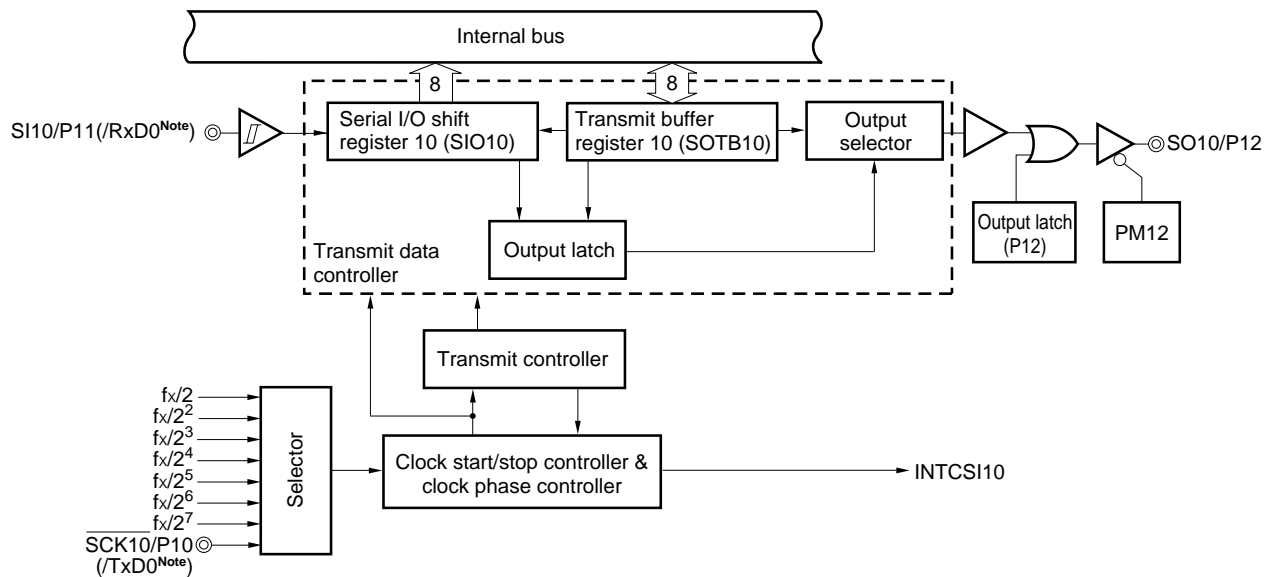 Internal bus
8
8
SI10/P11(/RxD0Note)
Serial I/O shift
register 10 (SIO10)
Transmit buffer
register 10 (SOTB10)
Output
selector
SO10/P12
Output latch
(P12)
PM12
Transmit data
controller
Output latch
Transmit controller
fX/2
fX/2²
fX/2³
fX/2⁴
fX/2⁵
fX/2⁶
fX/2⁷
SCK10/P10
(/TxD0Note)
Selector
Clock start/stop controller &
clock phase controller
INTCSI10